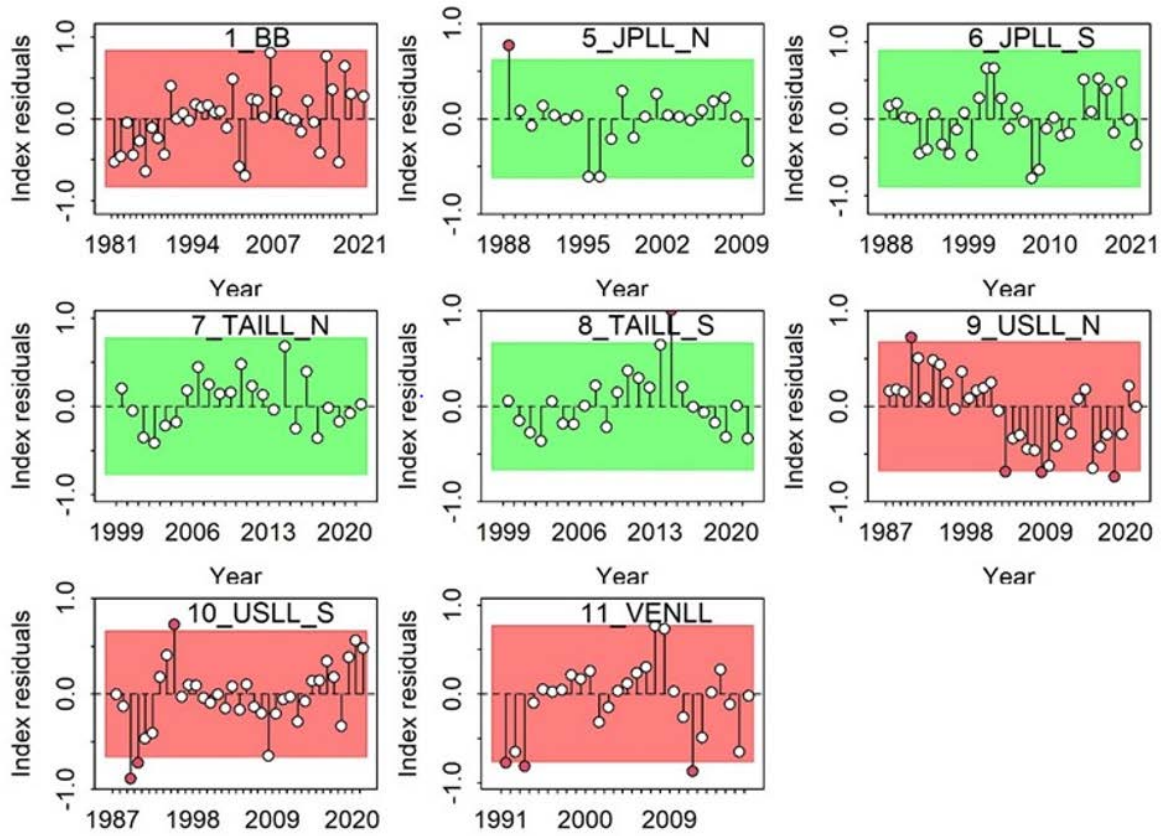 1_BB
Index residuals
1.0
0.0
-1.0
1981 1994 2007 2021
Year
5_JPLL_N
Index residuals
1.0
0.0
-1.0
1988 1995 2002 2009
Year
6_JPLL_S
Index residuals
1.0
0.0
-1.0
1988 1999 2010 2021
Year
7_TAILL_N
Index residuals
1.0
0.0
-1.0
1999 2006 2013 2020
Year
8_TAILL_S
Index residuals
1.0
0.0
-1.0
1999 2006 2013 2020
Year
9_USLL_N
Index residuals
1.0
0.0
-1.0
1987 1998 2009 2020
Year
10_USLL_S
Index residuals
1.0
0.0
-1.0
1987 1998 2009 2020
11_VENLL
Index residuals
1.0
0.0
-1.0
1991 2000 2009